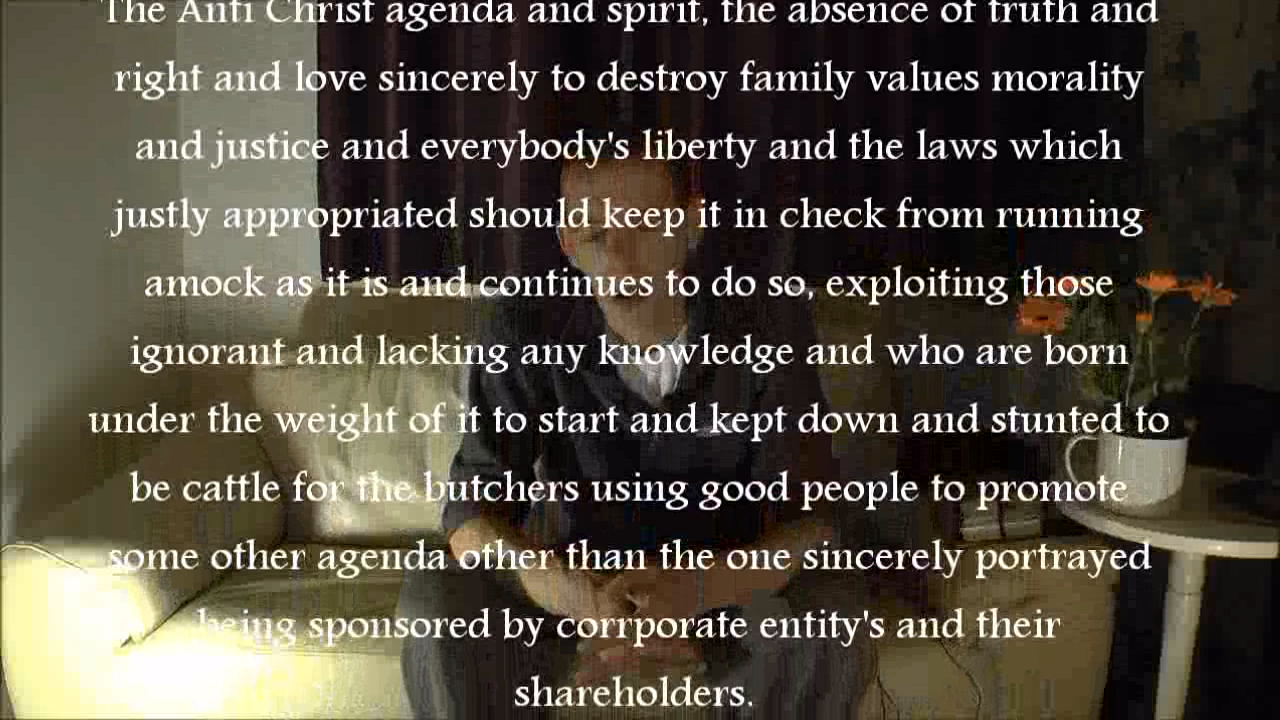 The Anti Christ agenda and spirit, the absence of truth and
right and love sincerely to destroy family values morality
and justice and everybody's liberty and the laws which
justly appropriated should keep it in check from running
amock as it is and continues to do so, exploiting those
ignorant and lacking any knowledge and who are born
under the weight of it to start and kept down and stunted to
be cattle for the butchers using good people to promote
some other agenda other than the one sincerely portrayed
being sponsored by corrporate entity's and their
shareholders.